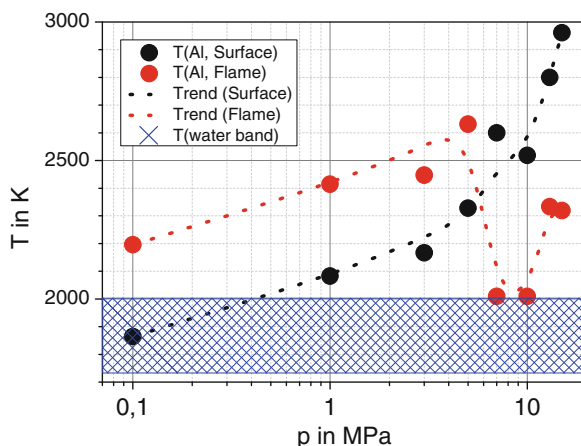 3000
2500
2000
T in K
T(Al, Surface)
T(Al, Flame)
Trend (Surface)
Trend (Flame)
T(water band)
0,1
1
10
p in MPa